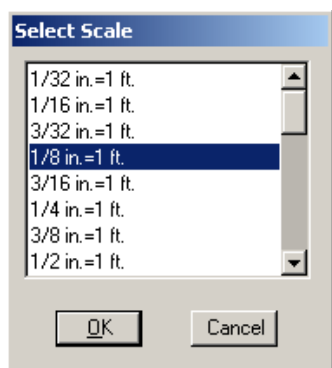 Select Scale
1/32 in.=1 ft.
1/16 in.=1 ft.
3/32 in.=1 ft.
1/8 in.=1 ft.
3/16 in.=1 ft.
1/4 in.=1 ft.
3/8 in.=1 ft.
1/2 in.=1 ft.
OK
Cancel